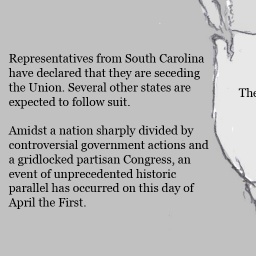 Representatives from South Carolina
have declared that they are seceding
the Union. Several other states are
expected to follow suit.
Amidst a nation sharply divided by
controversial government actions and
a gridlocked partisan Congress, an
event of unprecedented historic
parallel has occurred on this day of
April the First.
The